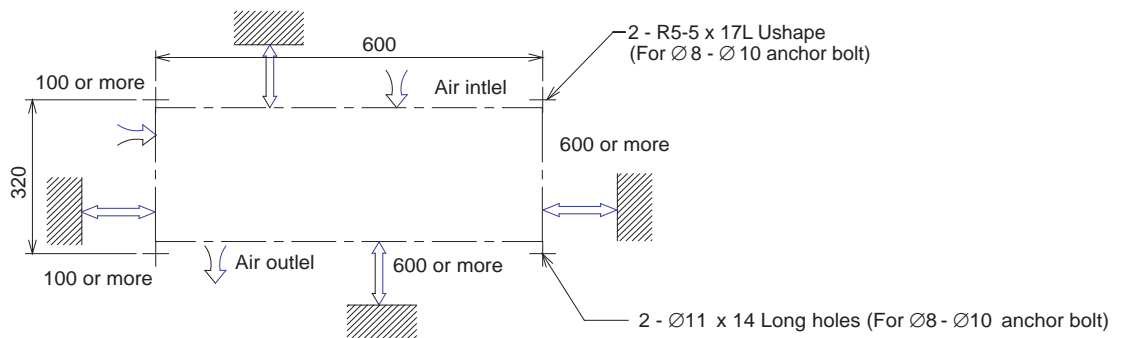 2 - R5-5 x 17L Ushape
(For ∅ 8 - ∅ 10 anchor bolt)
600
100 or more
Air intlel
600 or more
320
100 or more
Air outlel
600 or more
2 - ∅11 x 14 Long holes (For ∅8 - ∅10 anchor bolt)